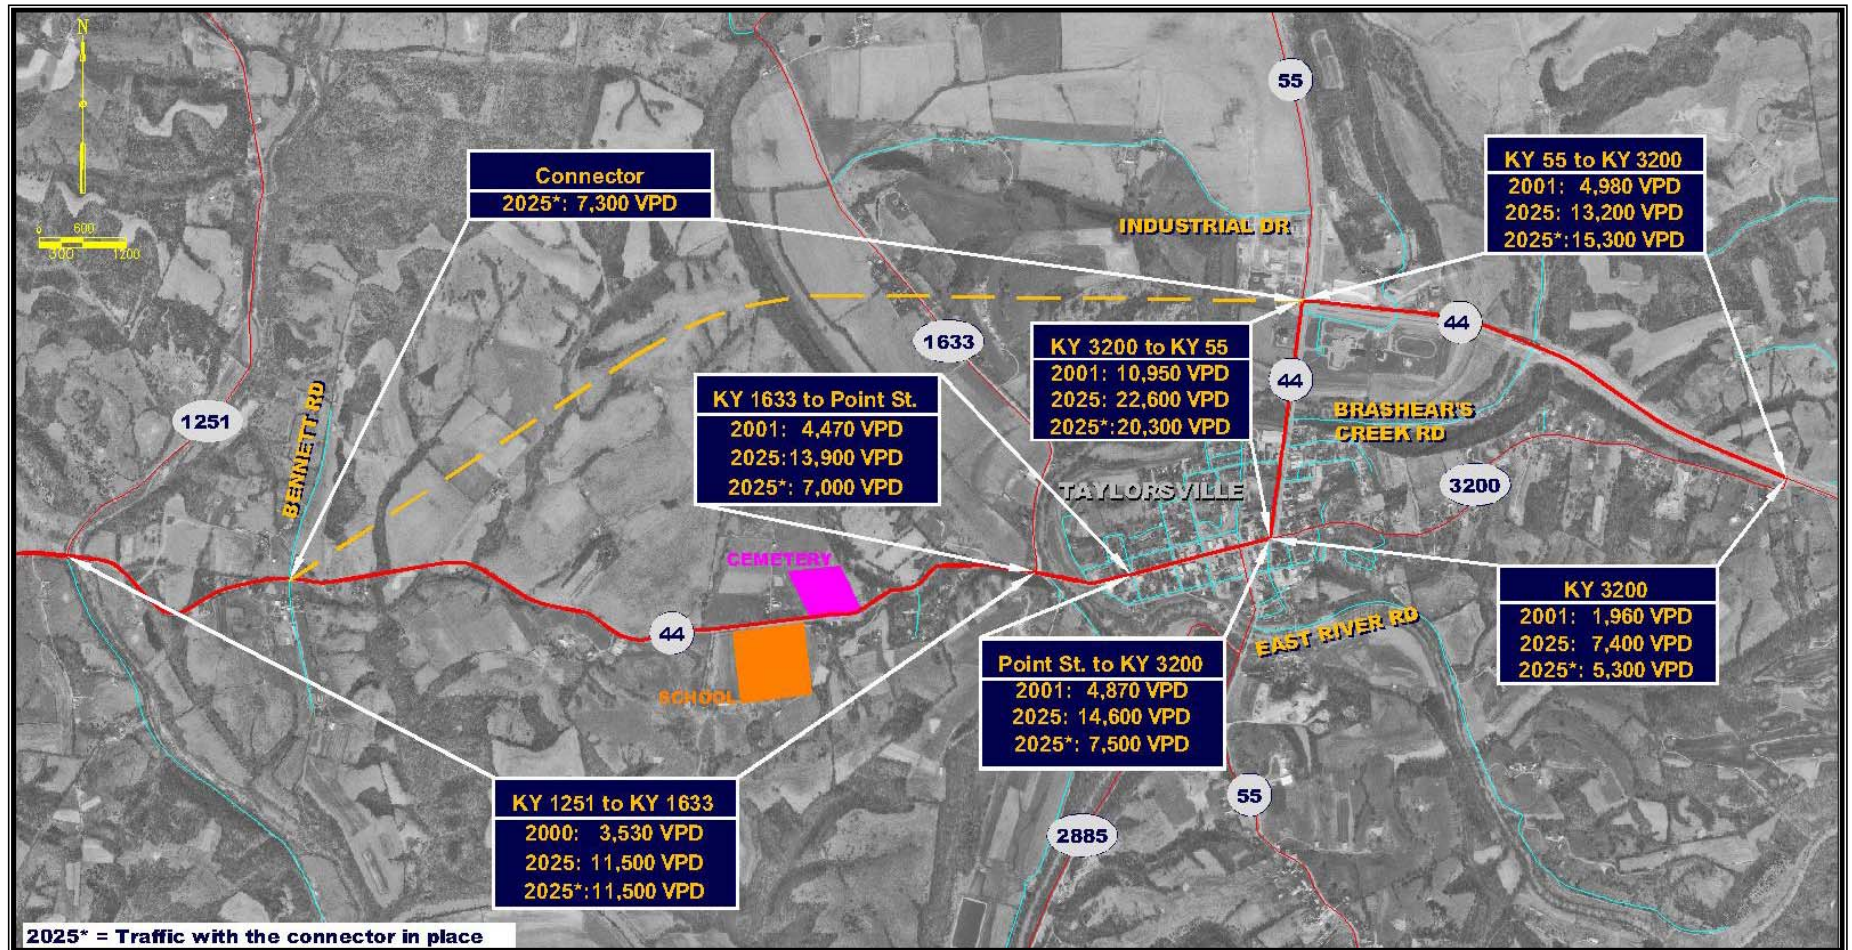 N
0 600
300 1200
55
Connector
2025*: 7,300 VPD
KY 55 to KY 3200
2001: 4,980 VPD
2025: 13,200 VPD
2025*:15,300 VPD
INDUSTRIAL DR
1633
44
KY 3200 to KY 55
2001: 10,950 VPD
2025: 22,600 VPD
2025*:20,300 VPD
44
KY 1633 to Point St.
2001: 4,470 VPD
2025:13,900 VPD
2025*: 7,000 VPD
1251
BENNETT RD
BRASHEAR'S
CREEK RD
TAYLORSVILLE
3200
CEMETERY
44
SCHOOL
EAST RIVER RD
KY 3200
2001: 1,960 VPD
2025: 7,400 VPD
2025*: 5,300 VPD
Point St. to KY 3200
2001: 4,870 VPD
2025: 14,600 VPD
2025*: 7,500 VPD
KY 1251 to KY 1633
2000: 3,530 VPD
2025: 11,500 VPD
2025*:11,500 VPD
55
2885
2025* = Traffic with the connector in place